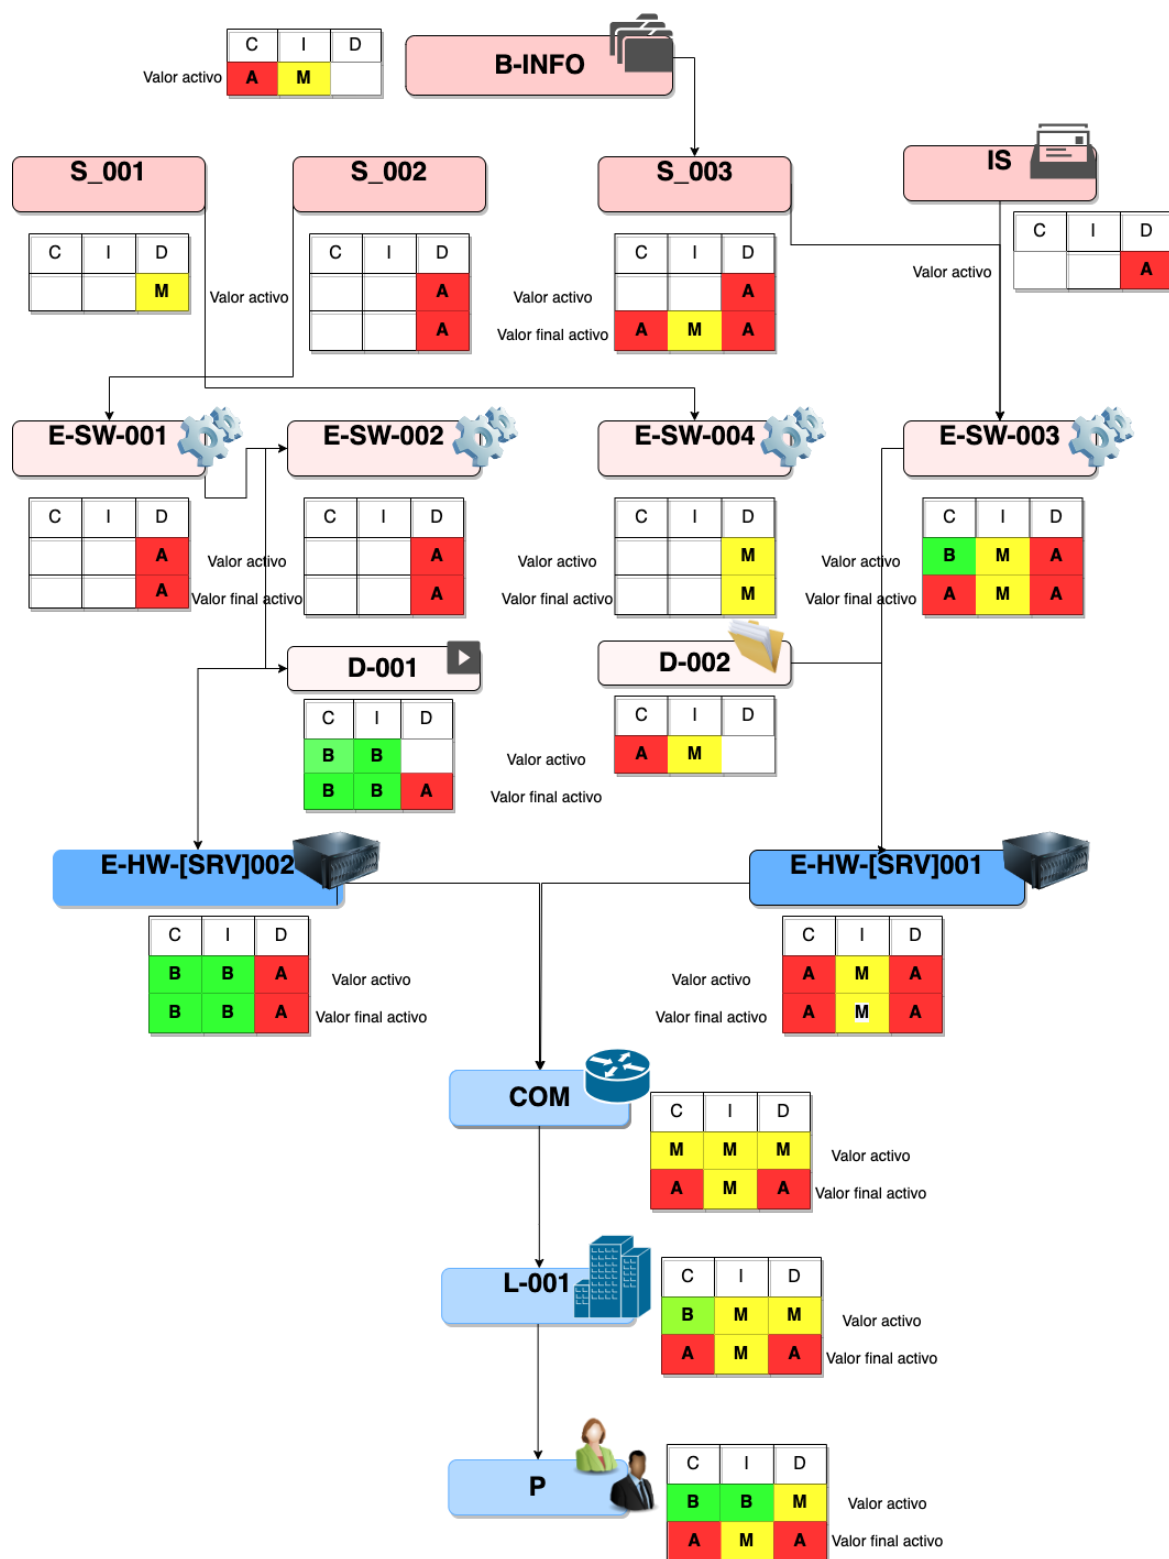 C I D
B-INFO
Valor activo A M
S_001 S_002 S_003 IS
C I D C I D C I D C I D
M Valor activo A Valor activo A Valor activo A
A Valor final activo A M A
E-SW-001 E-SW-002 E-SW-004 E-SW-003
C I D C I D C I D C I D
A Valor activo A Valor activo M Valor activo B M A
A Valor final activo A Valor final activo M Valor final activo A M A
D-001 D-002
C I D C I D
B B Valor activo A M
B B A Valor final activo
E-HW-[SRV]002 E-HW-[SRV]001
C I D C I D
B B A Valor activo Valor activo A M A
B B A Valor final activo Valor final activo A M A
COM
C I D
M M M Valor activo
A M A Valor final activo
L-001
C I D
B M M Valor activo
A M A Valor final activo
P
C I D
B B M Valor activo
A M A Valor final activo